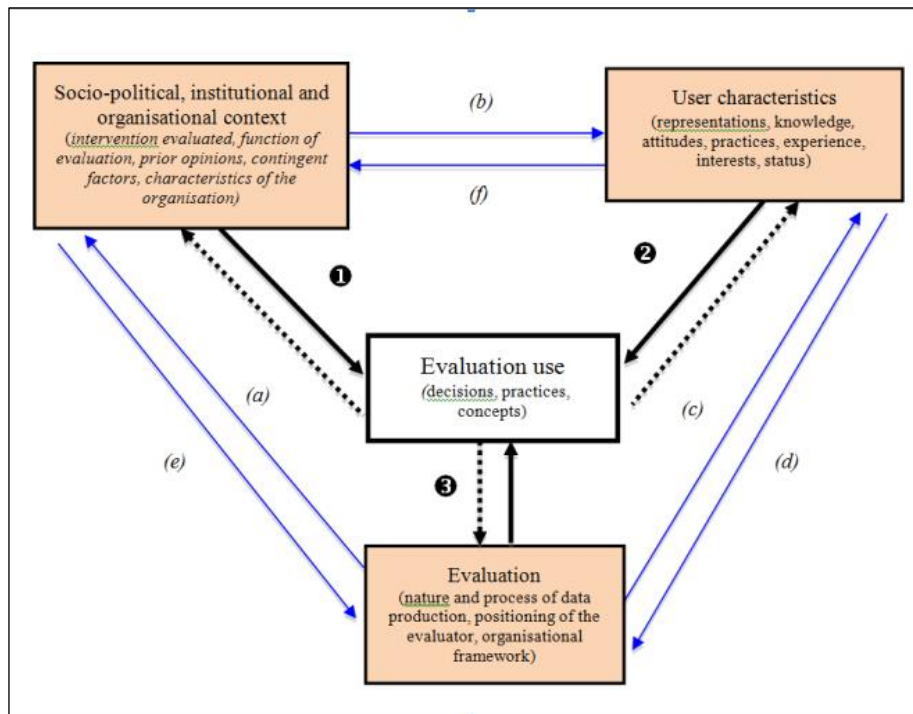 Socio-political, institutional and
organisational context
(intervention evaluated, function of
evaluation, prior opinions, contingent
factors, characteristics of the
organisation)
(b)
(f)
User characteristics
(representations, knowledge,
attitudes, practices, experience,
interests, status)
❶
❷
Evaluation use
(decisions, practices,
concepts)
(a)
(e)
(c)
(d)
❸
Evaluation
(nature and process of data
production, positioning of the
evaluator, organisational
framework)